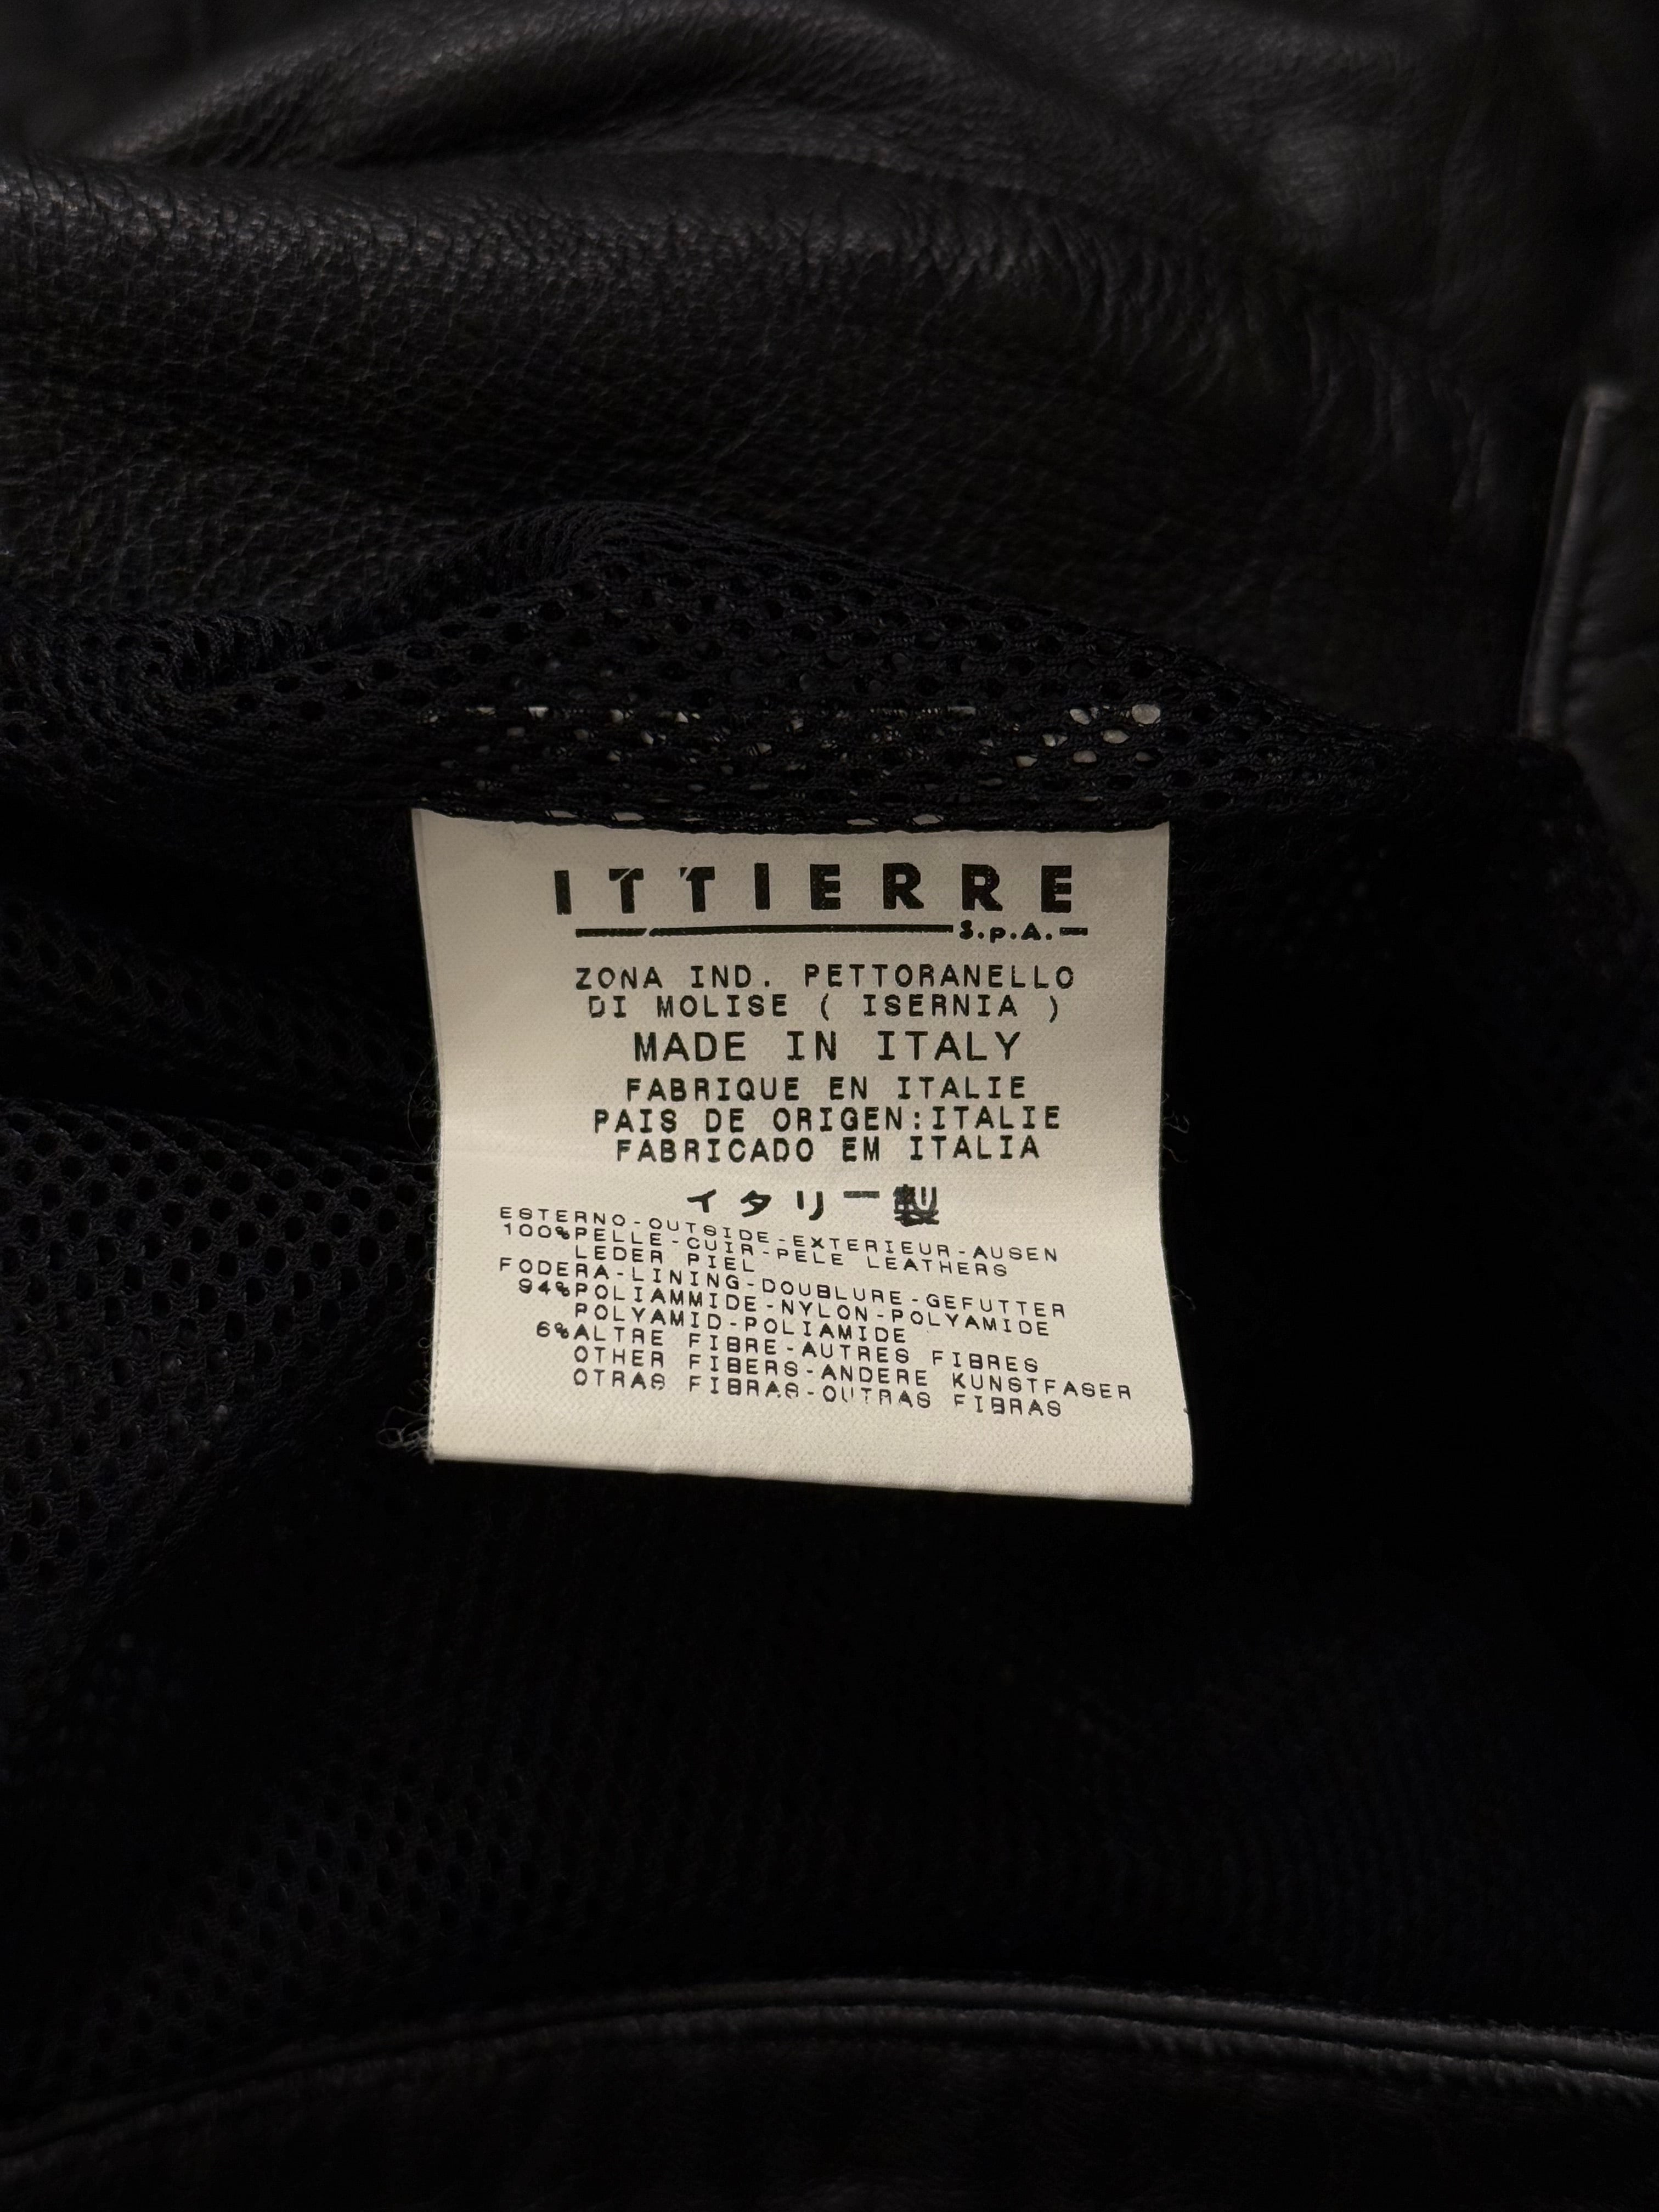 ITTIERRE
S.p.A.
ZONA IND. PETTORANELLO
DI MOLISE ( ISERNIA )
MADE IN ITALY
FABRIQUE EN ITALIE
PAIS DE ORIGEN:ITALIE
FABRICADO EM ITALIA
イタリー製
ESTERNO-OUTSIDE-EXTERIEUR-AUSEN
100%PELLE-CUIR-PELE LEATHERS
LEDER PIEL
FODERA-LINING-DOUBLURE-GEFUTTER
94%POLIAMMIDE-NYLON-POLYAMIDE
POLYAMID-POLIAMIDE
6%ALTRE FIBRE-AUTRES FIBRES
OTHER FIBERS-ANDERE KUNSTFASER
OTRAS FIBRAS-OUTRAS FIBRAS